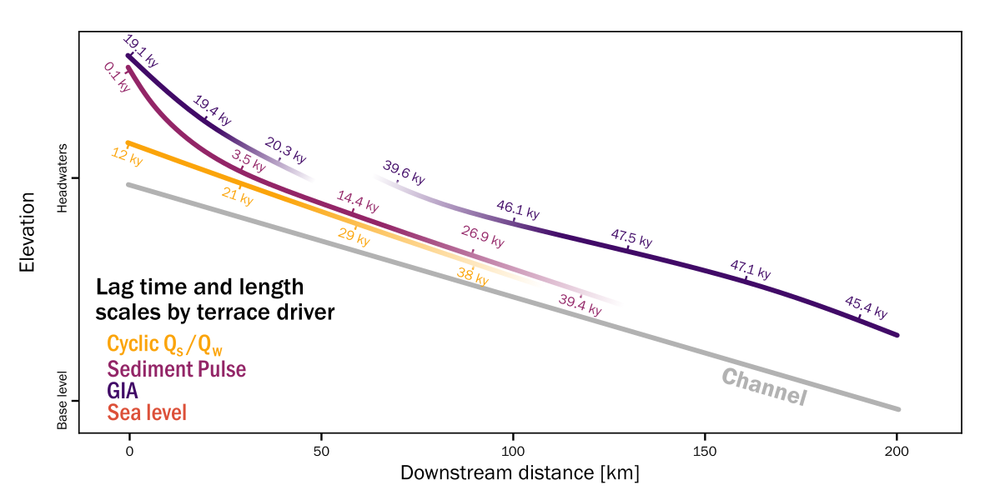 19.1 ky
0.1 ky
19.4 ky
20.3 ky
12 ky
3.5 ky
39.6 ky
21 ky
14.4 ky
46.1 ky
29 ky
26.9 ky
47.5 ky
38 ky
47.1 ky
39.4 ky
45.4 ky
Elevation
Headwaters
Base level
Lag time and length
scales by terrace driver
Cyclic Qs/Qw
Sediment Pulse
GIA
Sea level
Channel
0
50
100
150
200
Downstream distance [km]